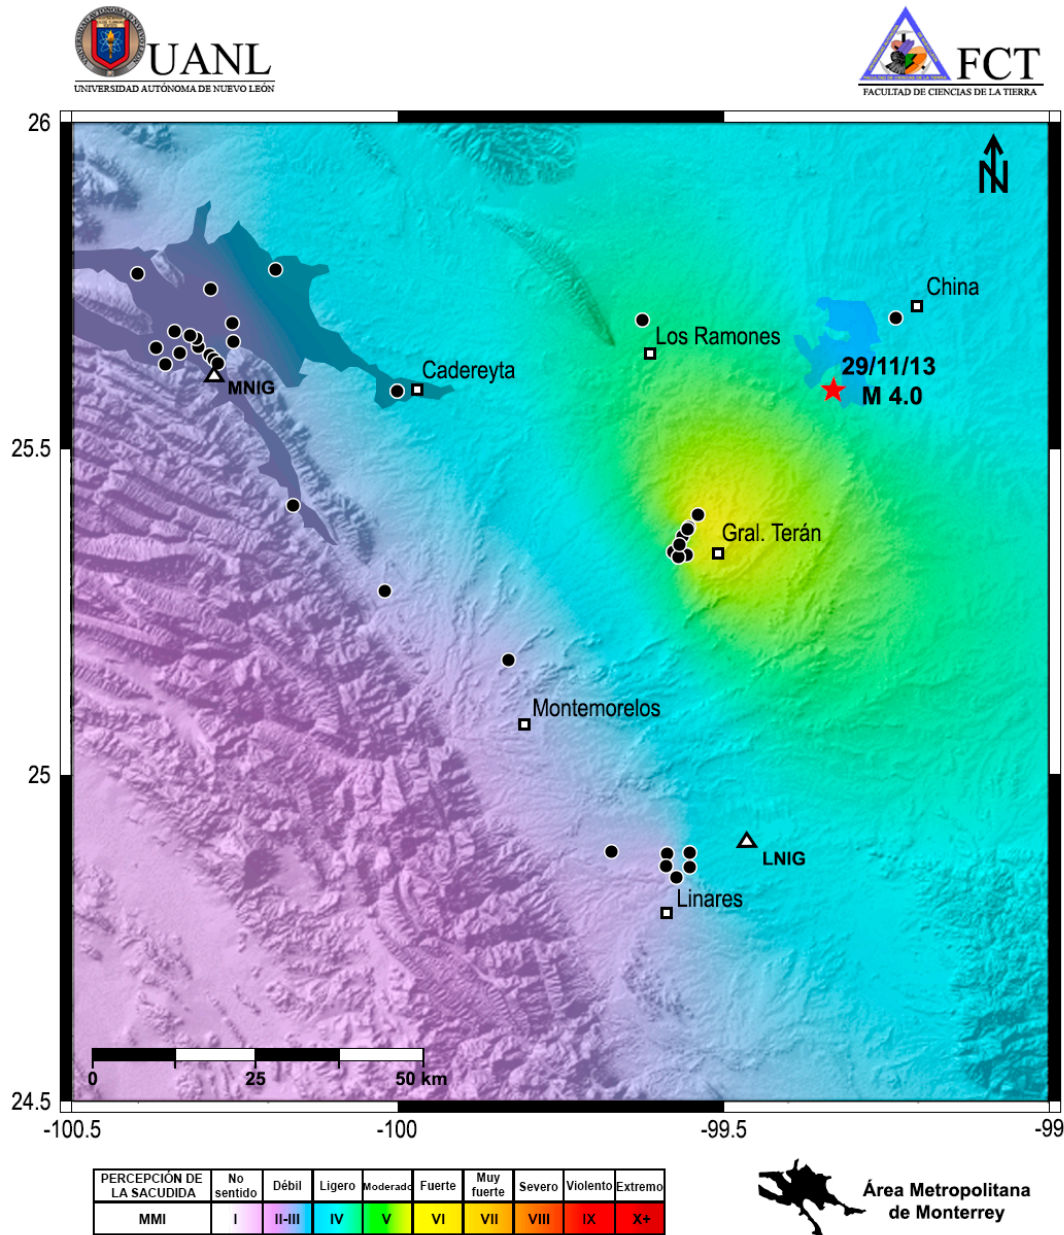 UANL
UNIVERSIDAD AUTÓNOMA DE NUEVO LEÓN
FCT
FACULTAD DE CIENCIAS DE LA TIERRA
26
N
China
Los Ramones
29/11/13
M 4.0
Cadereyta
MNIG
25.5
Gral. Terán
Montemorelos
25
LNIG
Linares
0
25
50 km
24.5
-100.5
-100
-99.5
-99
PERCEPCIÓN DE
LA SACUDIDA
No
sentido
Débil
Ligero
Moderado
Fuerte
Muy
fuerte
Severo
Violento
Extremo
MMI
I
II-III
IV
V
VI
VII
VIII
IX
X+
Área Metropolitana
de Monterrey